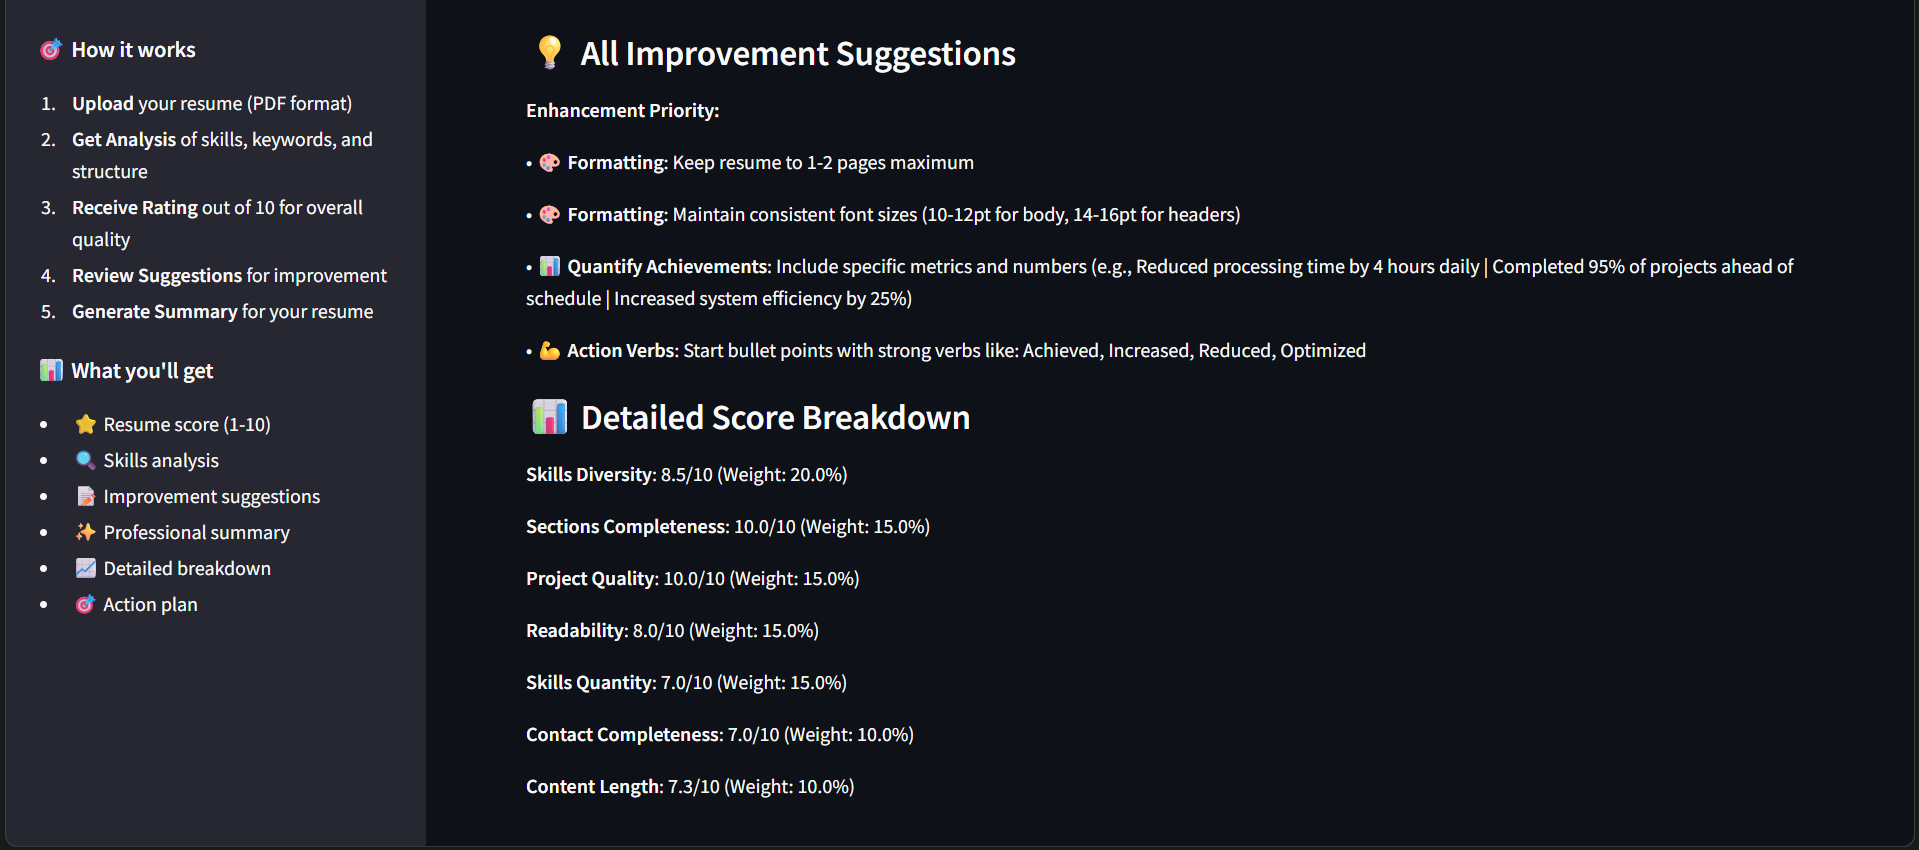 How it works
1. Upload your resume (PDF format)
2. Get Analysis of skills, keywords, and
structure
3. Receive Rating out of 10 for overall
quality
4. Review Suggestions for improvement
5. Generate Summary for your resume
What you'll get
• Resume score (1-10)
• Skills analysis
• Improvement suggestions
• Professional summary
• Detailed breakdown
• Action plan
All Improvement Suggestions
Enhancement Priority:
• Formatting: Keep resume to 1-2 pages maximum
• Formatting: Maintain consistent font sizes (10-12pt for body, 14-16pt for headers)
• Quantify Achievements: Include specific metrics and numbers (e.g., Reduced processing time by 4 hours daily | Completed 95% of projects ahead of
schedule | Increased system efficiency by 25%)
• Action Verbs: Start bullet points with strong verbs like: Achieved, Increased, Reduced, Optimized
Detailed Score Breakdown
Skills Diversity: 8.5/10 (Weight: 20.0%)
Sections Completeness: 10.0/10 (Weight: 15.0%)
Project Quality: 10.0/10 (Weight: 15.0%)
Readability: 8.0/10 (Weight: 15.0%)
Skills Quantity: 7.0/10 (Weight: 15.0%)
Contact Completeness: 7.0/10 (Weight: 10.0%)
Content Length: 7.3/10 (Weight: 10.0%)